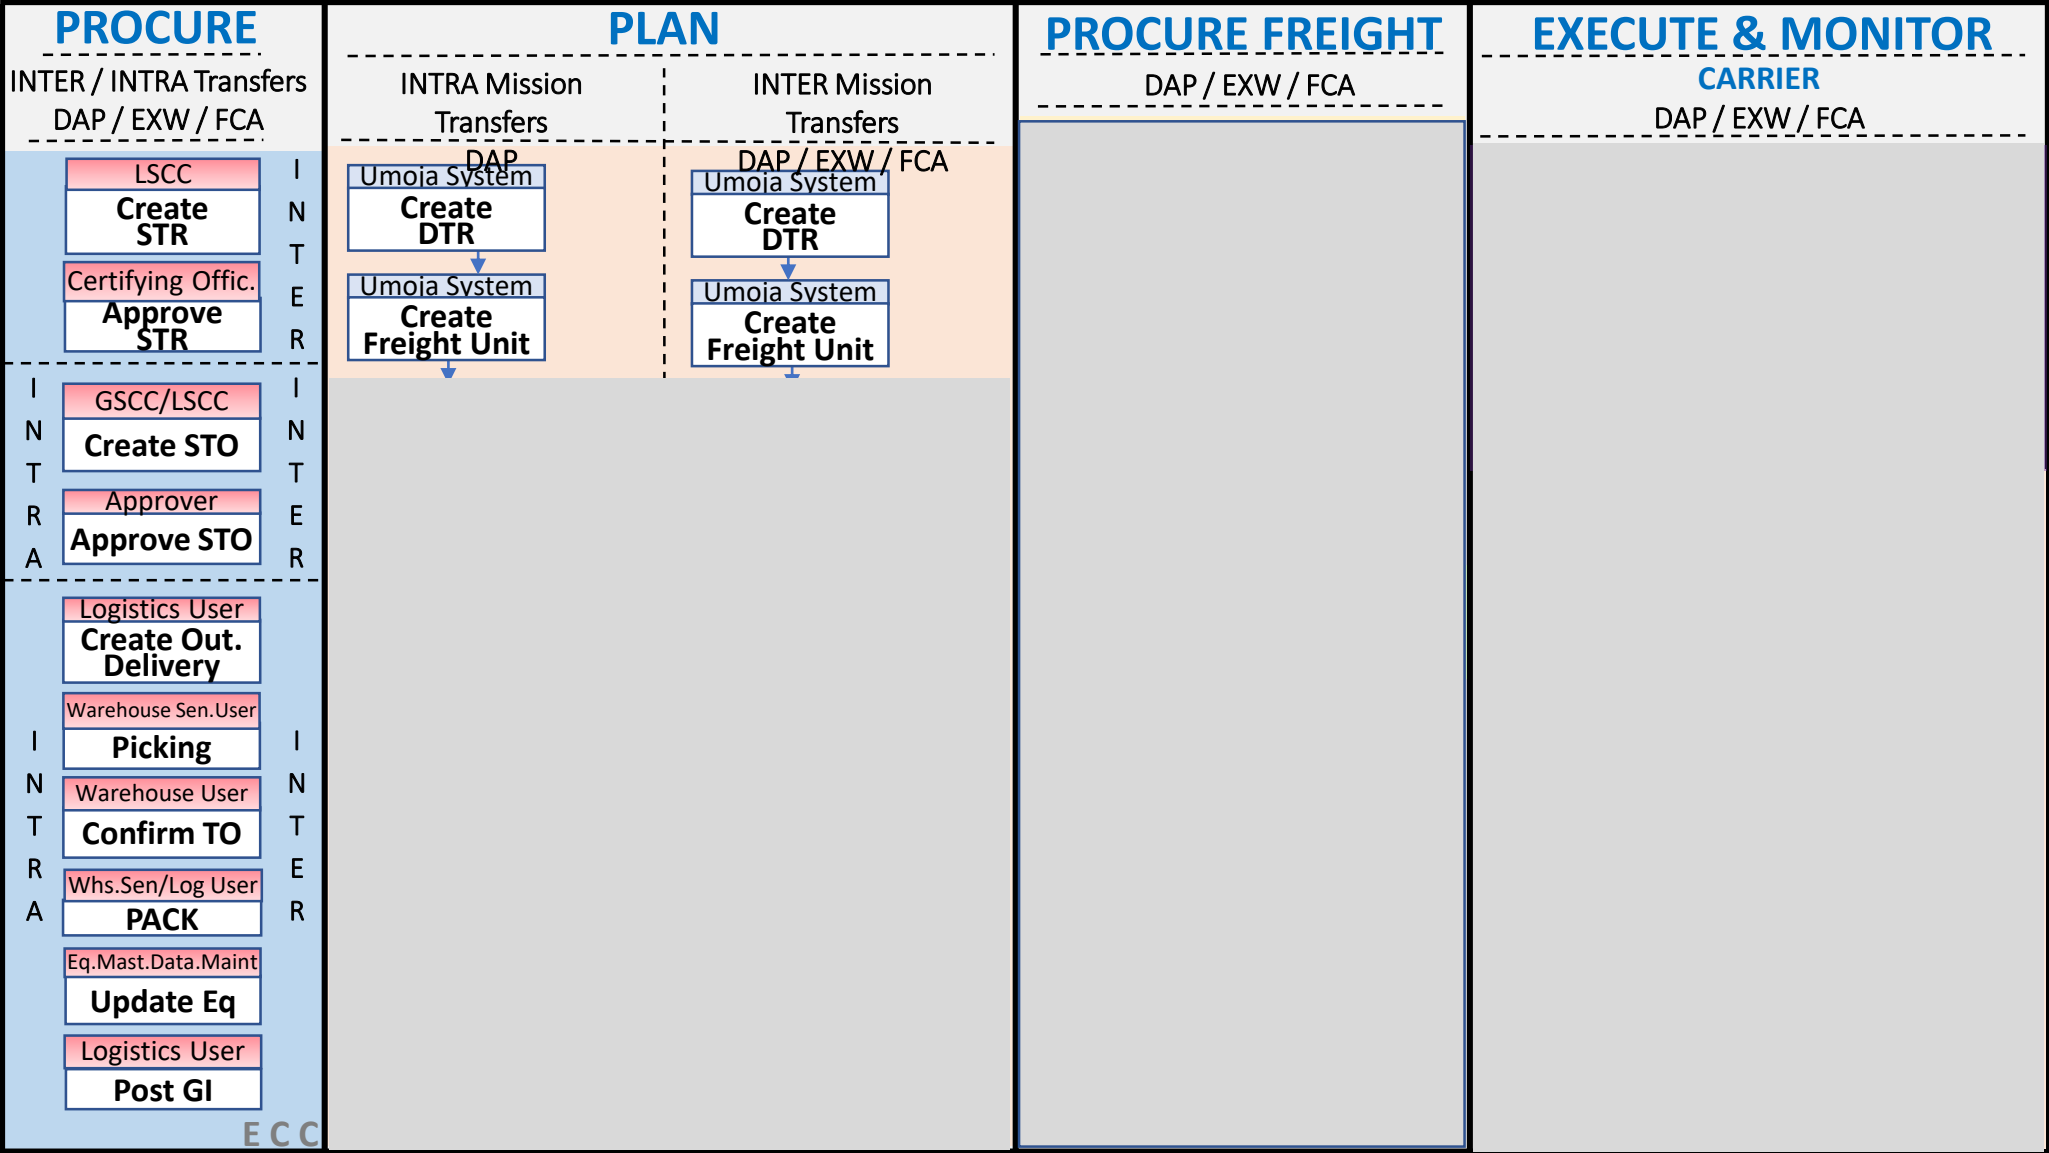 PROCURE
INTER / INTRA Transfers
DAP / EXW / FCA
LSCC
Create
STR
Certifying Offic.
Approve
STR
I
N
T
E
R
I
N
T
R
A
GSCC/LSCC
Create STO
Approver
Approve STO
I
N
T
E
R
Logistics User
Create Out.
Delivery
Warehouse Sen.User
Picking
Warehouse User
Confirm TO
Whs.Sen/Log User
PACK
Eq.Mast.Data.Maint
Update Eq
Logistics User
Post GI
I
N
T
R
A
I
N
T
E
R
E C C
PLAN
INTRA Mission
Transfers
DAP
Umoja System
Create
DTR
Umoja System
Create
Freight Unit
INTER Mission
Transfers
DAP / EXW / FCA
Umoja System
Create
DTR
Umoja System
Create
Freight Unit
PROCURE FREIGHT
DAP / EXW / FCA
EXECUTE & MONITOR
CARRIER
DAP / EXW / FCA